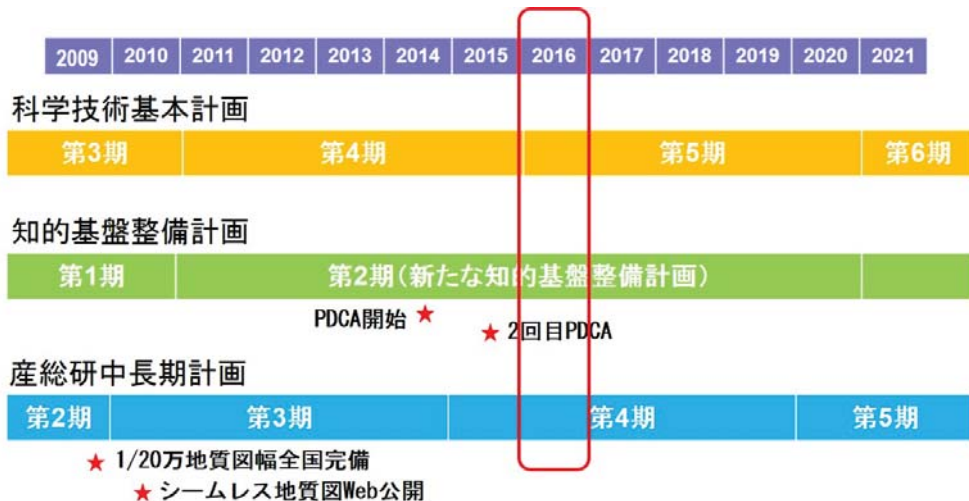 2009 2010 2011 2012 2013 2014 2015 2016 2017 2018 2019 2020 2021
科学技術基本計画
第3期 第4期 第5期 第6期
知的基盤整備計画
第1期 第2期(新たな知的基盤整備計画)
PDCA開始 ★
★ 2回目PDCA
産総研中長期計画
第2期 第3期 第4期 第5期
★ 1/20万地質図幅全国完備
★ シームレス地質図Web公開